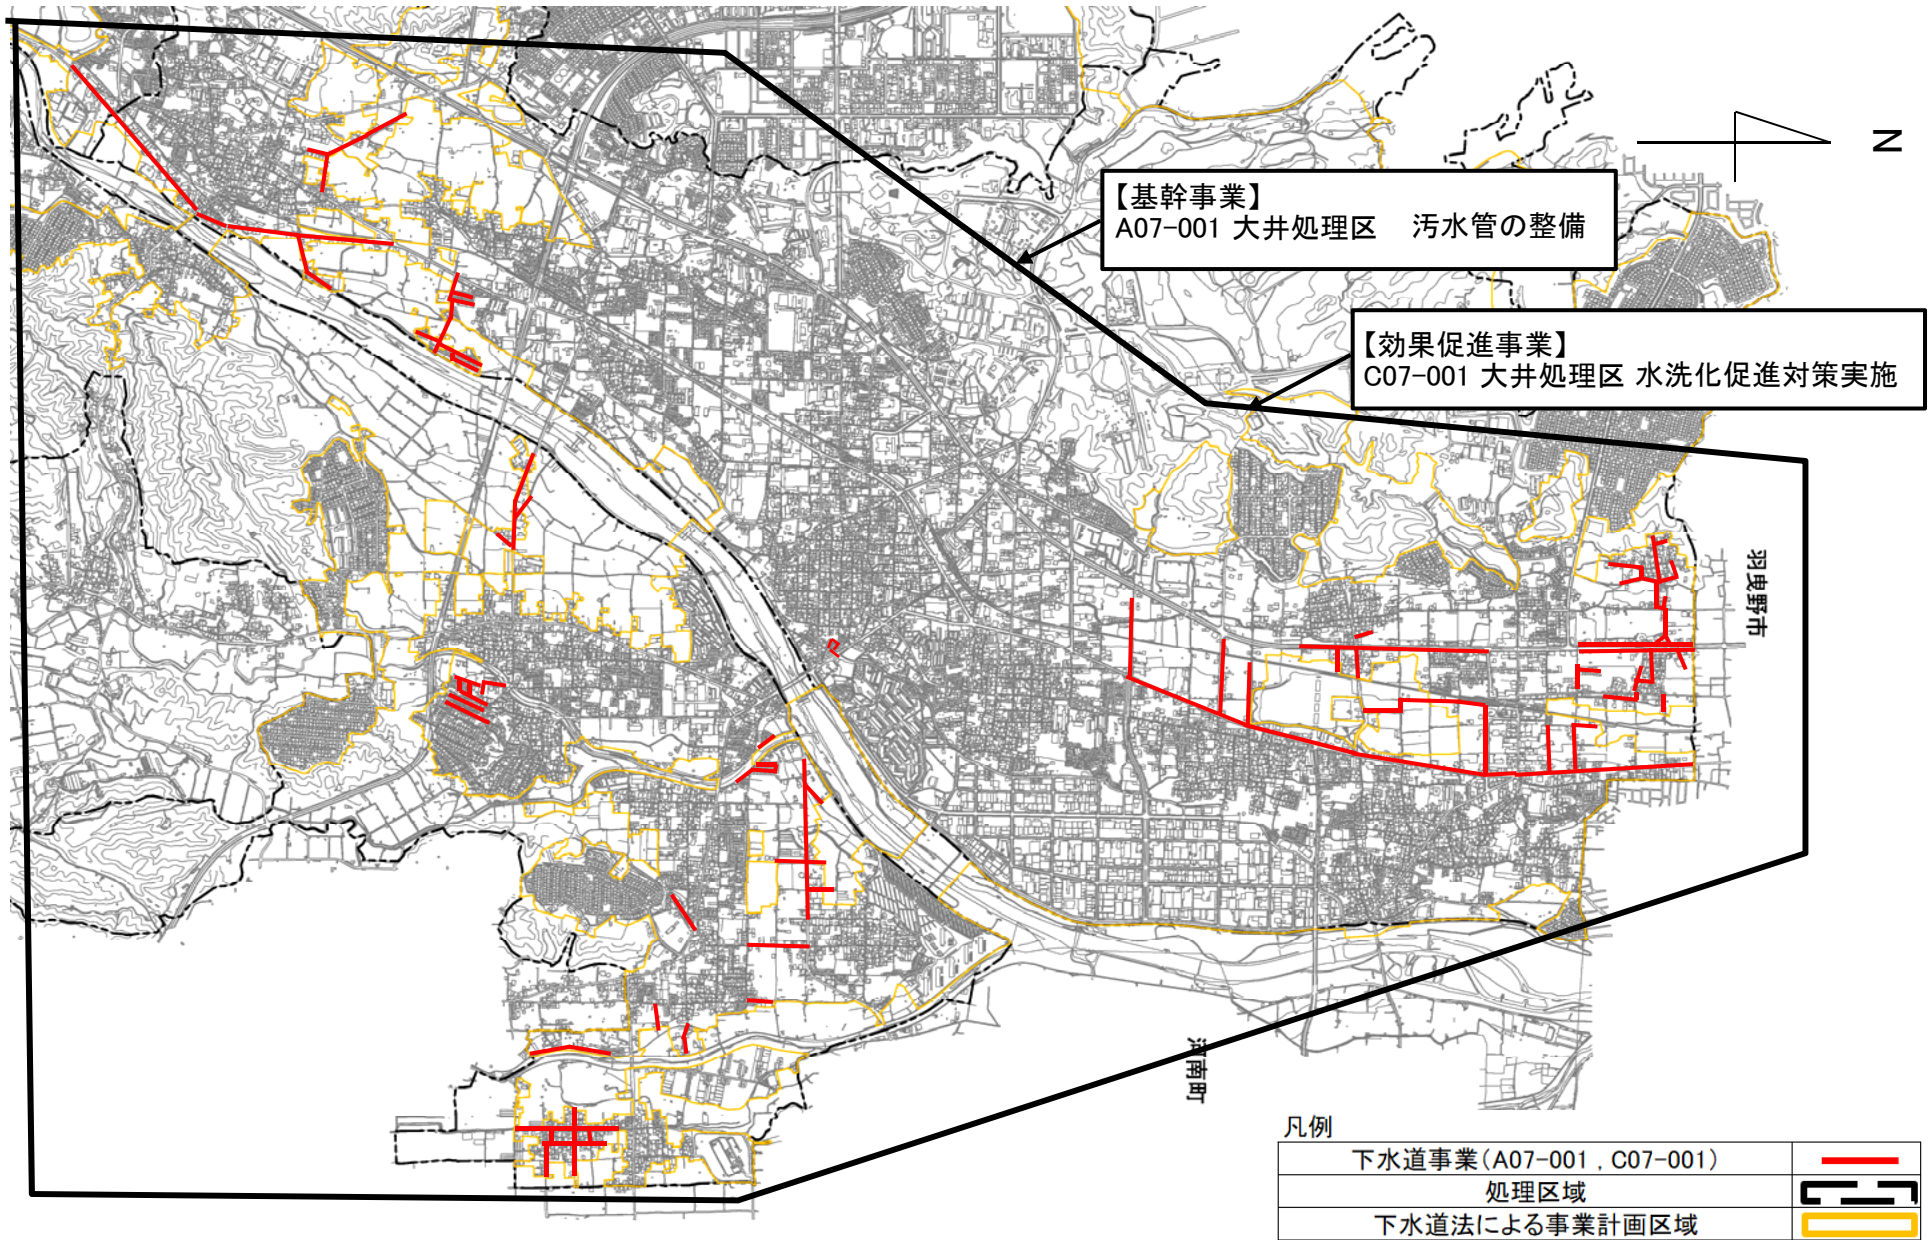 N
【基幹事業】
A07-001 大井処理区 汚水管の整備
【効果促進事業】
C07-001 大井処理区 水洗化促進対策実施
羽曳野市
河南町
凡例
下水道事業(A07-001 , C07-001)
処理区域
下水道法による事業計画区域